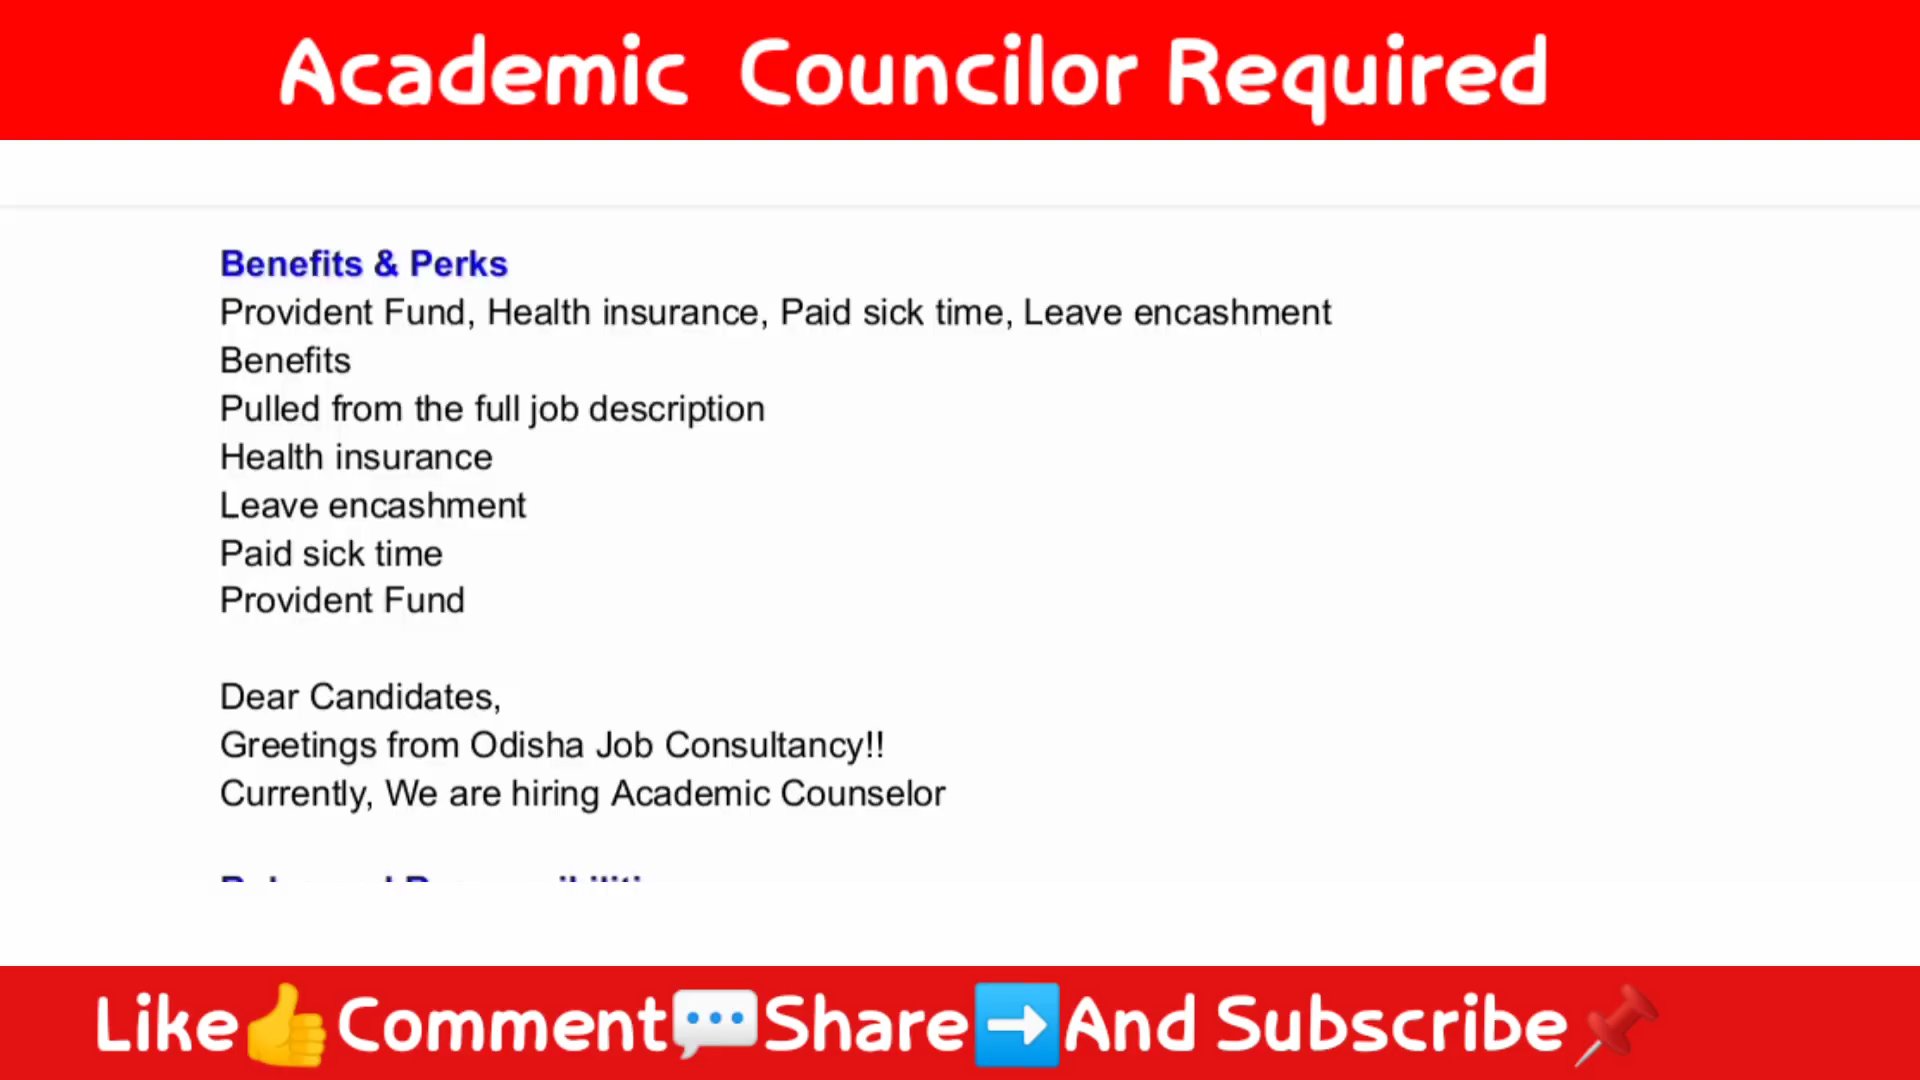 Academic Councilor Required
Benefits & Perks
Provident Fund, Health insurance, Paid sick time, Leave encashment
Benefits
Pulled from the full job description
Health insurance
Leave encashment
Paid sick time
Provident Fund
Dear Candidates,
Greetings from Odisha Job Consultancy!!
Currently, We are hiring Academic Counselor
Like👍Comment💬Share➡️And Subscribe📌